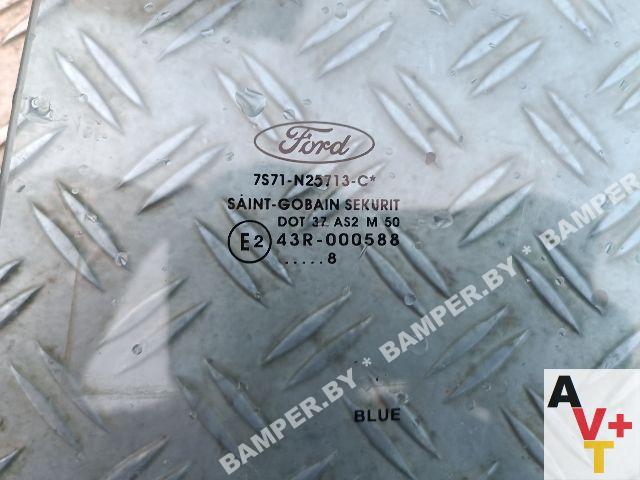 Ford
7S71-N25713-C*
SAINT-GOBAIN SEKURIT
DOT 37 AS2 M 50
E2 43R-000588
.....8
BLUE
BAMPER.BY * BAMPER.BY * BAMPER.BY
A
V+
T